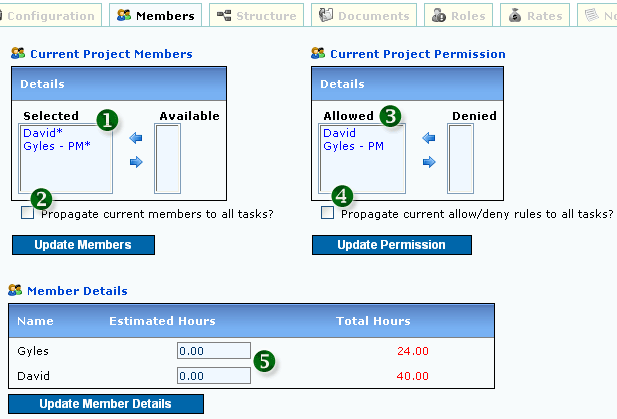 Configuration Members Structure Documents Roles Rates No
Current Project Members
Details
Selected 1 Available
David*
Gyles - PM*
2
Propagate current members to all tasks?
Update Members
Current Project Permission
Details
Allowed 3 Denied
David
Gyles - PM
4
Propagate current allow/deny rules to all tasks?
Update Permission
Member Details
Name Estimated Hours Total Hours
Gyles 0.00 24.00
5
David 0.00 40.00
Update Member Details